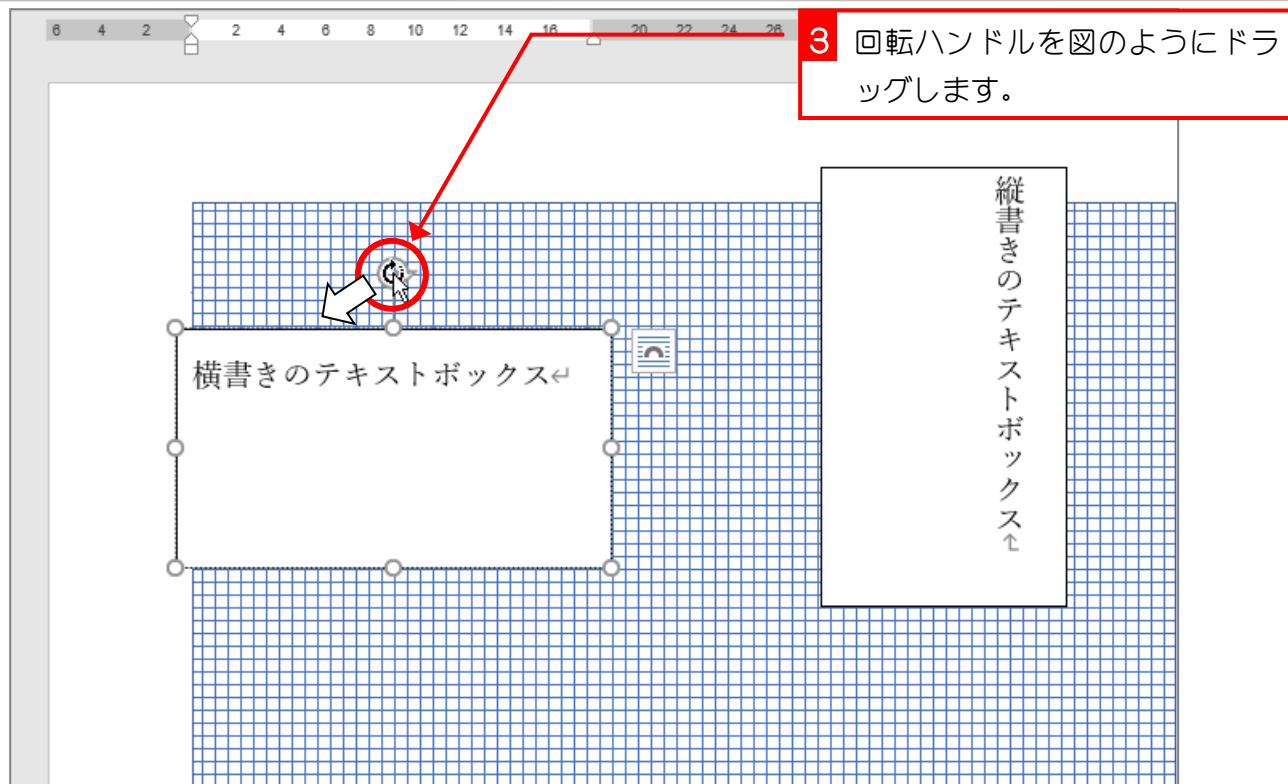 6 4 2 2 4 6 8 10 12 14 16 20 22 24 26
3 回転ハンドルを図のようにドラ
ッグします。
横書きのテキストボックス↵
縦書きのテキストボックス↵